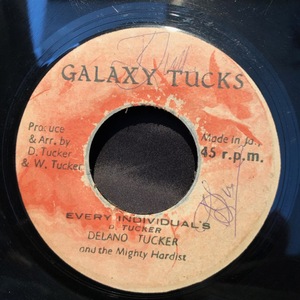 GALAXY TUCKS
Produce
& Arr. by
D. Tucker
& W. Tucker
Made in Ja.
45 r.p.m.
EVERY INDIVIDUAL'S
D. TUCKER
DELANO TUCKER
and the Mighty Hardist